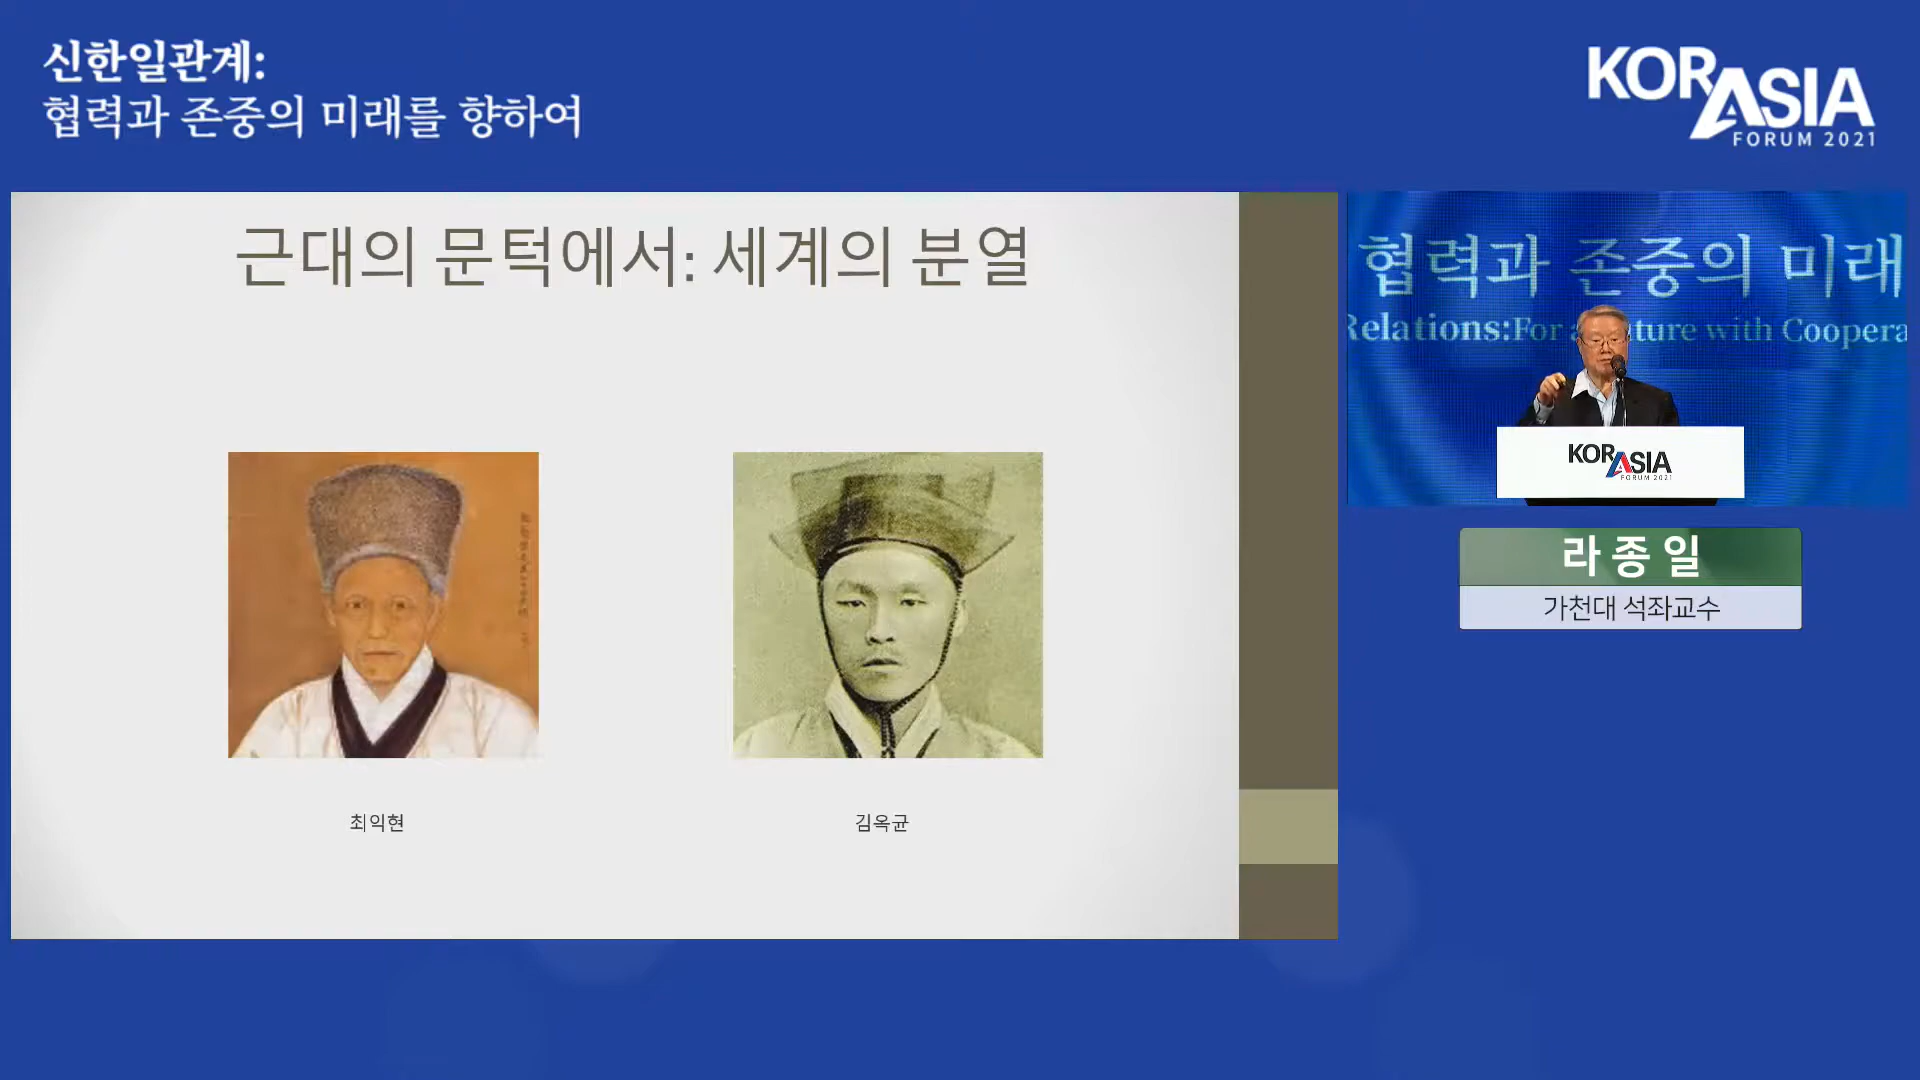 신한일관계:
협력과 존중의 미래를 향하여
KORASIA
FORUM 2021
근대의 문턱에서: 세계의 분열
최익현
김옥균
협력과 존중의 미래
Relations:For a ture with Coopera
KORASIA
FORUM 2021
라종일
가천대 석좌교수